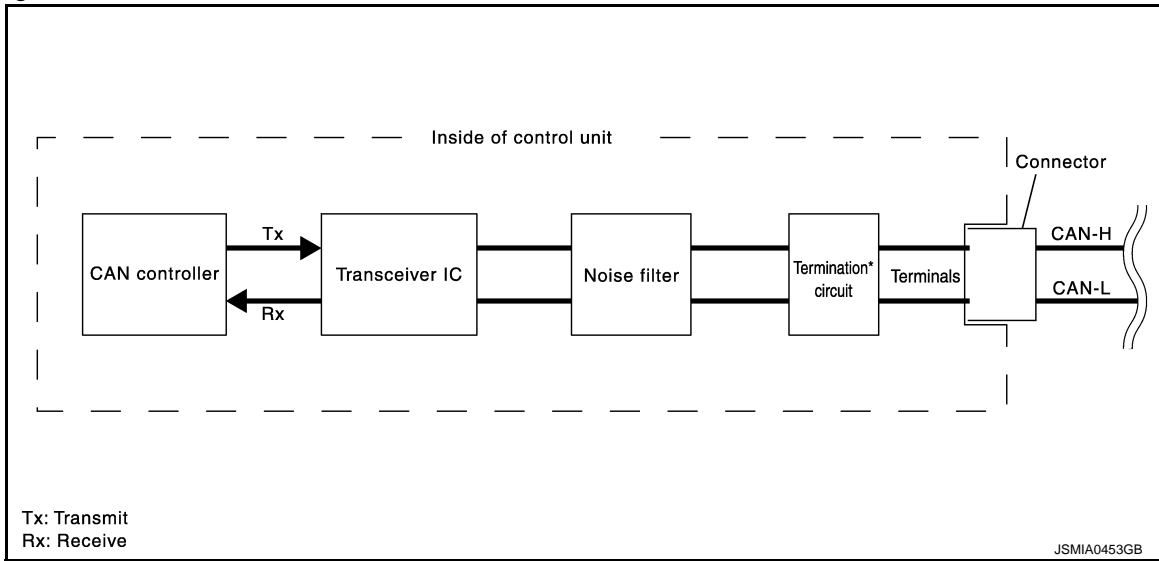 Inside of control unit
Connector
CAN controller
Tx
Rx
Transceiver IC
Noise filter
Termination*
circuit
Terminals
CAN-H
CAN-L
Tx: Transmit
Rx: Receive
JSMIA0453GB